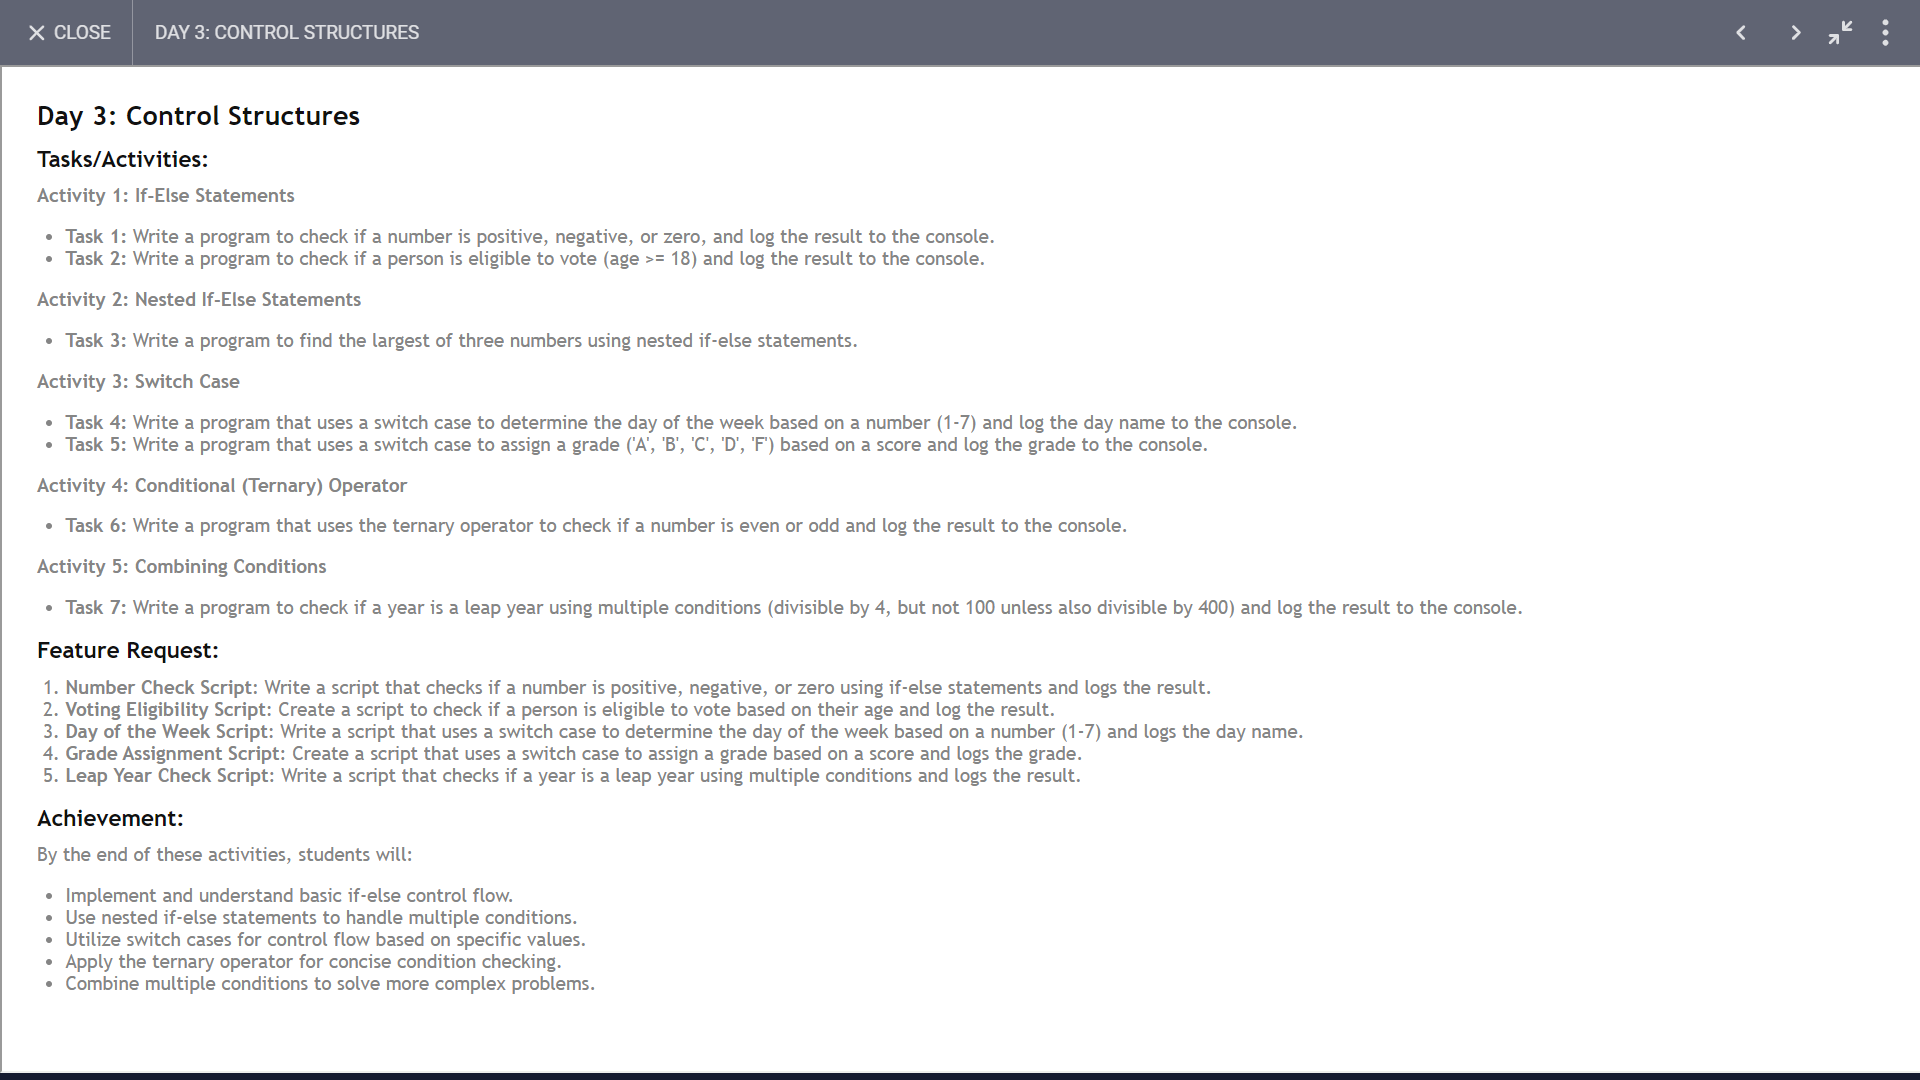 CLOSE
DAY 3: CONTROL STRUCTURES
Day 3: Control Structures
Tasks/Activities:
Activity 1: If-Else Statements
• Task 1: Write a program to check if a number is positive, negative, or zero, and log the result to the console.
• Task 2: Write a program to check if a person is eligible to vote (age >= 18) and log the result to the console.
Activity 2: Nested If-Else Statements
• Task 3: Write a program to find the largest of three numbers using nested if-else statements.
Activity 3: Switch Case
• Task 4: Write a program that uses a switch case to determine the day of the week based on a number (1-7) and log the day name to the console.
• Task 5: Write a program that uses a switch case to assign a grade ('A', 'B', 'C', 'D', 'F') based on a score and log the grade to the console.
Activity 4: Conditional (Ternary) Operator
• Task 6: Write a program that uses the ternary operator to check if a number is even or odd and log the result to the console.
Activity 5: Combining Conditions
• Task 7: Write a program to check if a year is a leap year using multiple conditions (divisible by 4, but not 100 unless also divisible by 400) and log the result to the console.
Feature Request:
1. Number Check Script: Write a script that checks if a number is positive, negative, or zero using if-else statements and logs the result.
2. Voting Eligibility Script: Create a script to check if a person is eligible to vote based on their age and log the result.
3. Day of the Week Script: Write a script that uses a switch case to determine the day of the week based on a number (1-7) and logs the day name.
4. Grade Assignment Script: Create a script that uses a switch case to assign a grade based on a score and logs the grade.
5. Leap Year Check Script: Write a script that checks if a year is a leap year using multiple conditions and logs the result.
Achievement:
By the end of these activities, students will:
• Implement and understand basic if-else control flow.
• Use nested if-else statements to handle multiple conditions.
• Utilize switch cases for control flow based on specific values.
• Apply the ternary operator for concise condition checking.
• Combine multiple conditions to solve more complex problems.